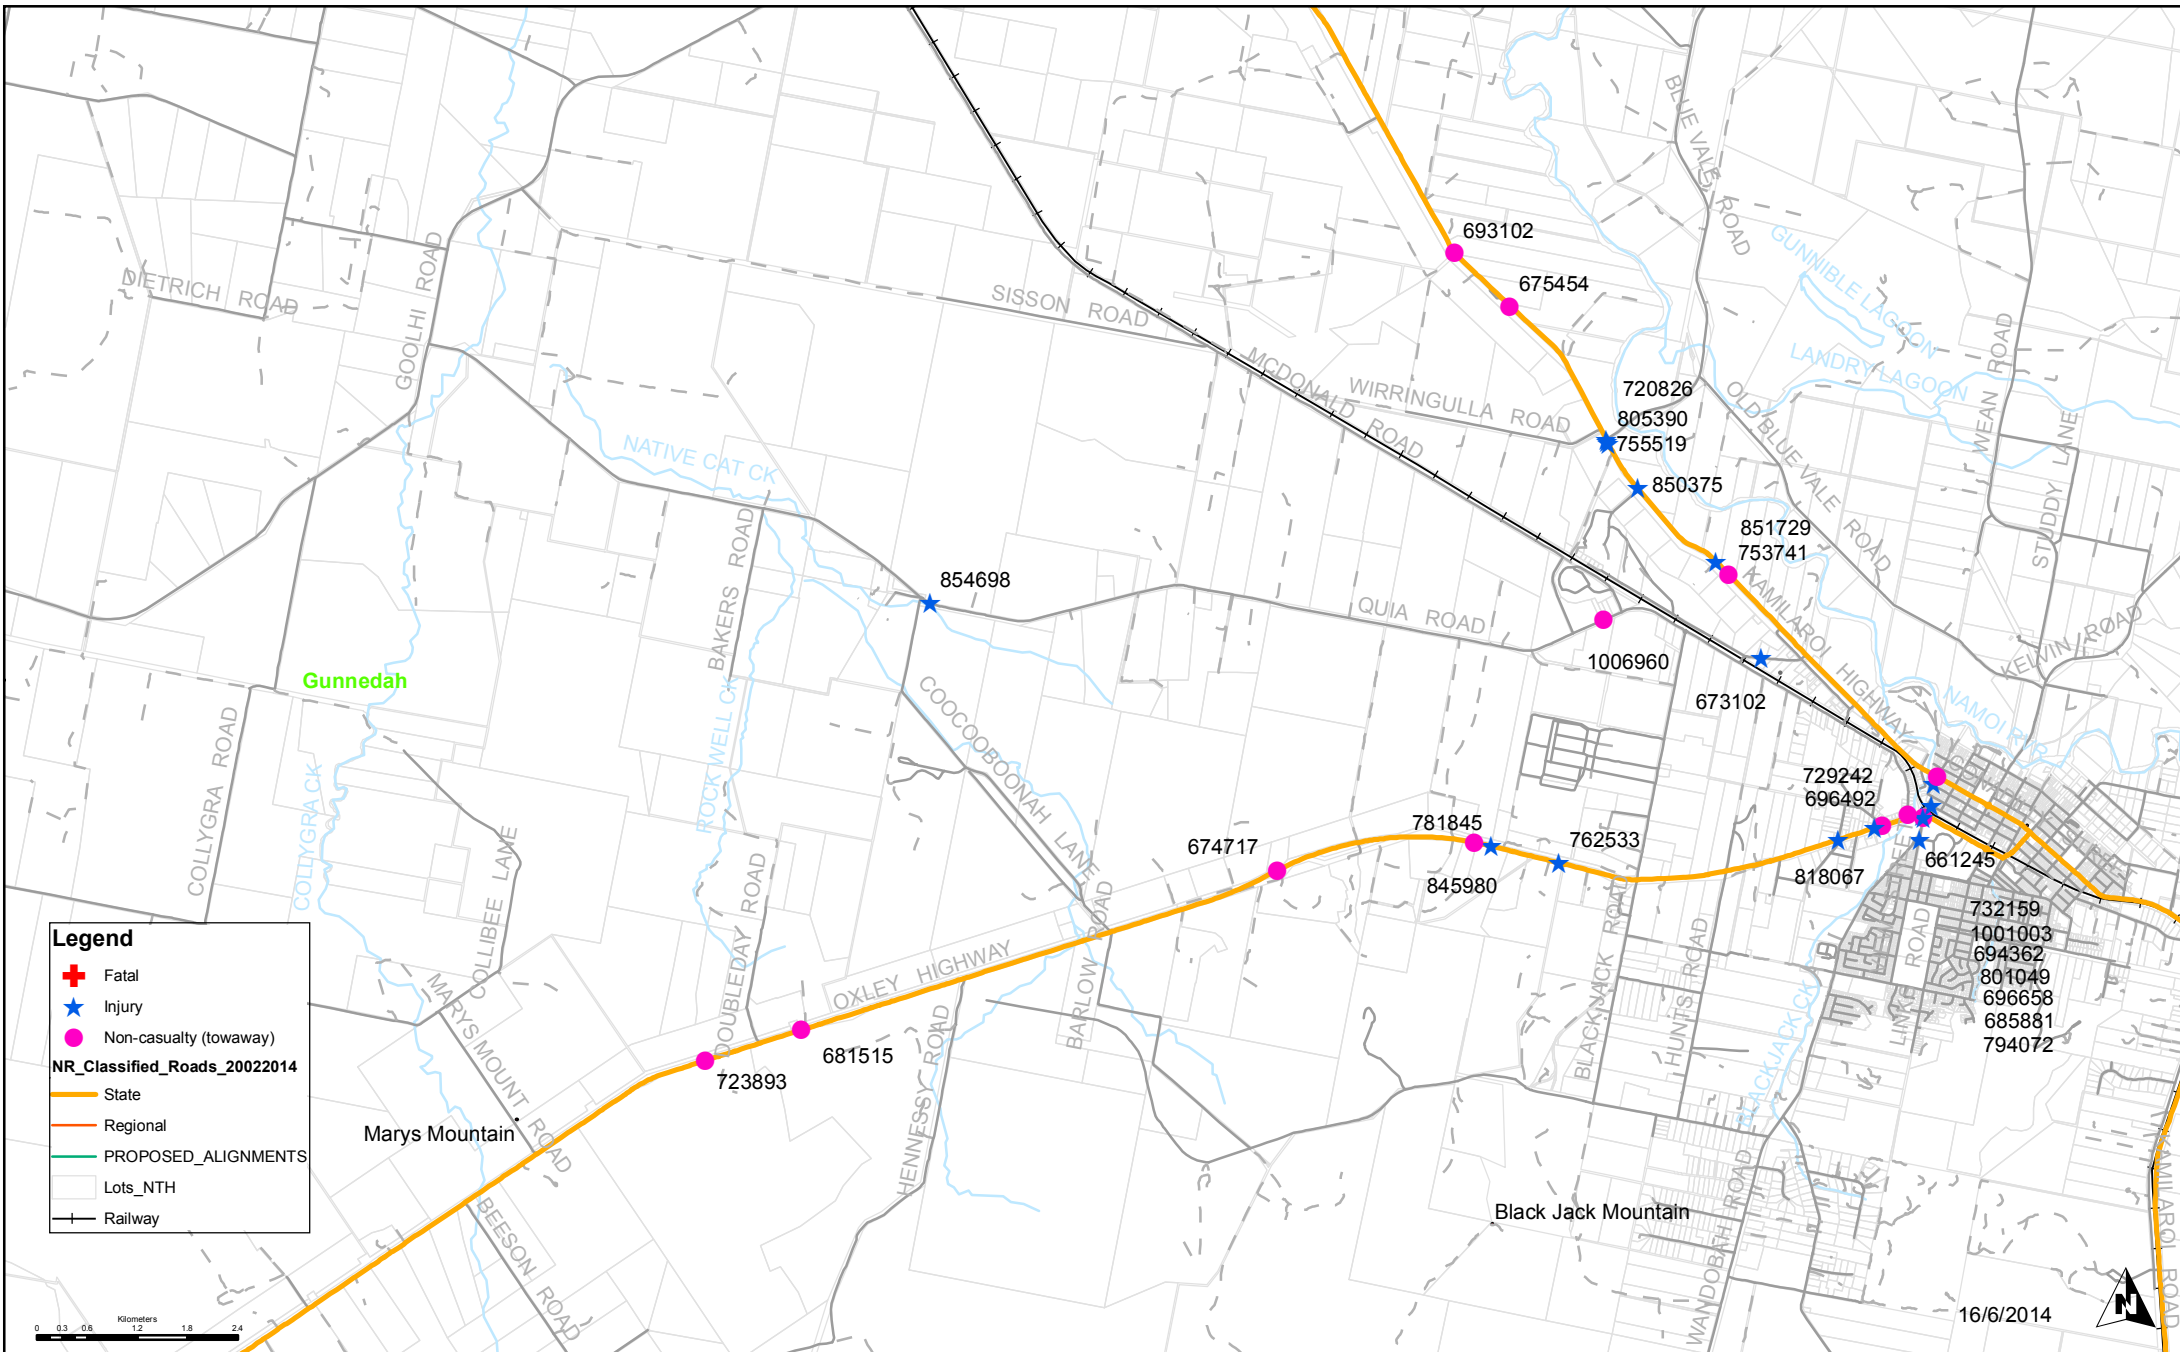 BLUE VALE ROAD
693102
GUNNIBLE LAGOON
DIETRICH ROAD
GOOLHI ROAD
SISSON ROAD
675454
MCDONALD ROAD
WIRRINGULLA ROAD
LANDRY LAGOON
WEAN ROAD
STUDDY LANE
720826
805390
755519
OLD BLUE VALE ROAD
NATIVE CAT CK
850375
851729
753741
BAKERS ROAD
854698
QUIA ROAD
KAMILAROI HIGHWAY
KELVIN ROAD
1006960
Gunnedah
COOCOOBOONAH LANE
673102
NAMOI RVR
COLLYGRA ROAD
COLLYGRA CK
ROCK WELL CK
729242
696492
781845
762533
674717
845980
818067
661245
COLLIBEE LANE
DOUBLEDAY ROAD
BARLOW ROAD
BLACKJACK ROAD
HUNTS ROAD
ROAD
732159
1001003
694362
801049
696658
685881
794072
OXLEY HIGHWAY
MARYS MOUNT ROAD
681515
723893
HENNESSY ROAD
BLACKJACK CK
Marys Mountain
BEESON ROAD
Black Jack Mountain
WANDOBAH ROAD
KAMILAROI ROAD
Legend
Fatal
Injury
Non-casualty (towaway)
NR_Classified_Roads_20022014
State
Regional
PROPOSED_ALIGNMENTS
Lots_NTH
Railway
Kilometers
0 0.3 0.6 1.2 1.8 2.4
16/6/2014
N